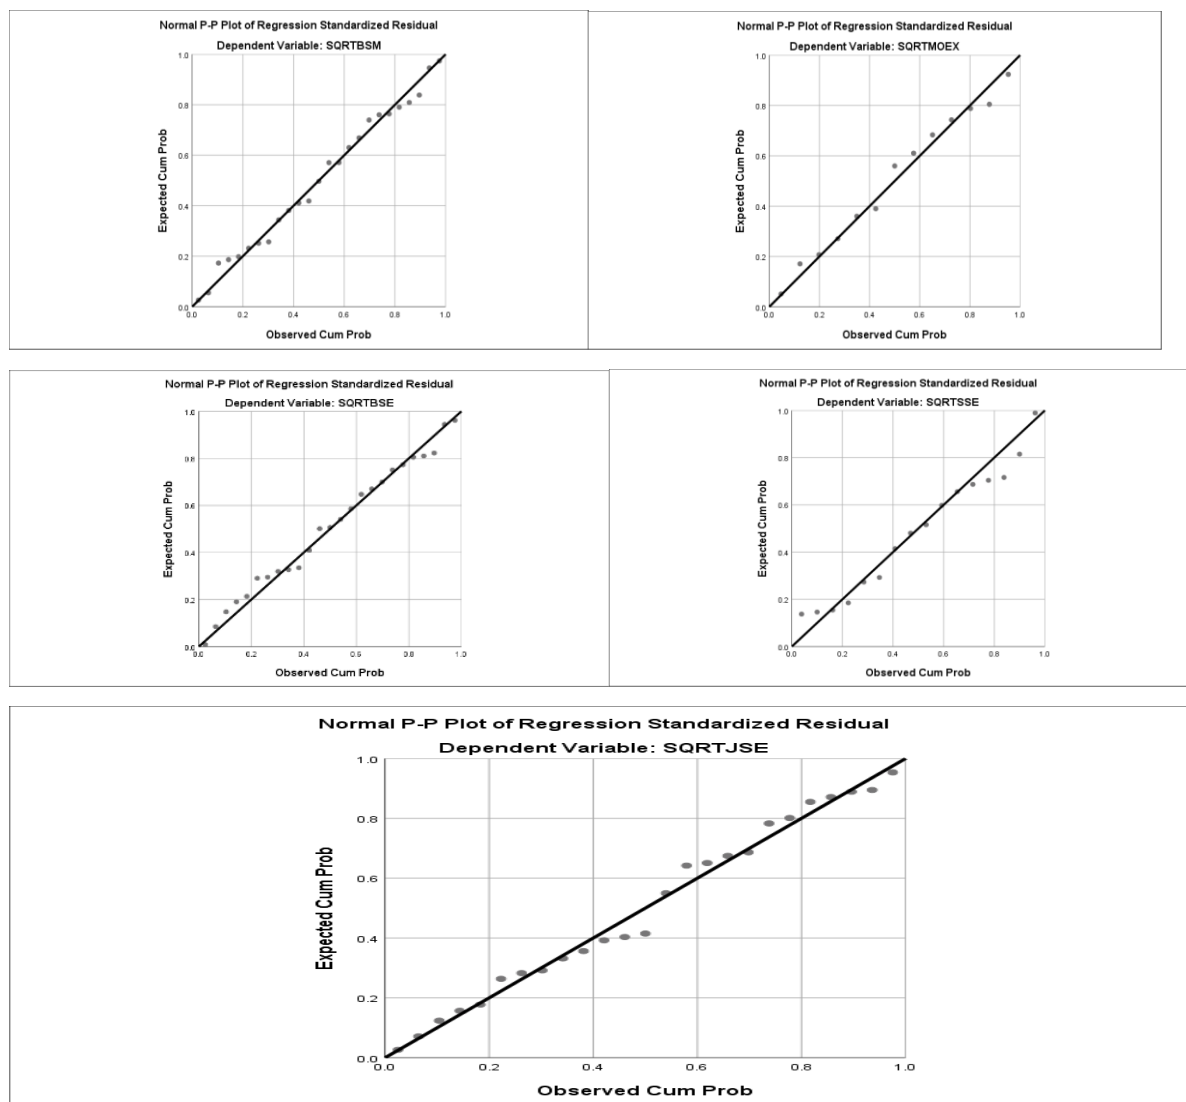 Normal P-P Plot of Regression Standardized Residual
Dependent Variable: SQRTBSM
1.0
0.8
0.6
0.4
0.2
0.0
0.0 0.2 0.4 0.6 0.8 1.0
Expected Cum Prob
Observed Cum Prob
Normal P-P Plot of Regression Standardized Residual
Dependent Variable: SQRTMOEX
1.0
0.8
0.6
0.4
0.2
0.0
0.0 0.2 0.4 0.6 0.8 1.0
Expected Cum Prob
Observed Cum Prob
Normal P-P Plot of Regression Standardized Residual
Dependent Variable: SQRTBSE
1.0
0.8
0.6
0.4
0.2
0.0
0.0 0.2 0.4 0.6 0.8 1.0
Expected Cum Prob
Observed Cum Prob
Normal P-P Plot of Regression Standardized Residual
Dependent Variable: SQRTSSE
1.0
0.8
0.6
0.4
0.2
0.0
0.0 0.2 0.4 0.6 0.8 1.0
Expected Cum Prob
Observed Cum Prob
Normal P-P Plot of Regression Standardized Residual
Dependent Variable: SQRTJSE
1.0
0.8
0.6
0.4
0.2
0.0
0.0 0.2 0.4 0.6 0.8 1.0
Expected Cum Prob
Observed Cum Prob